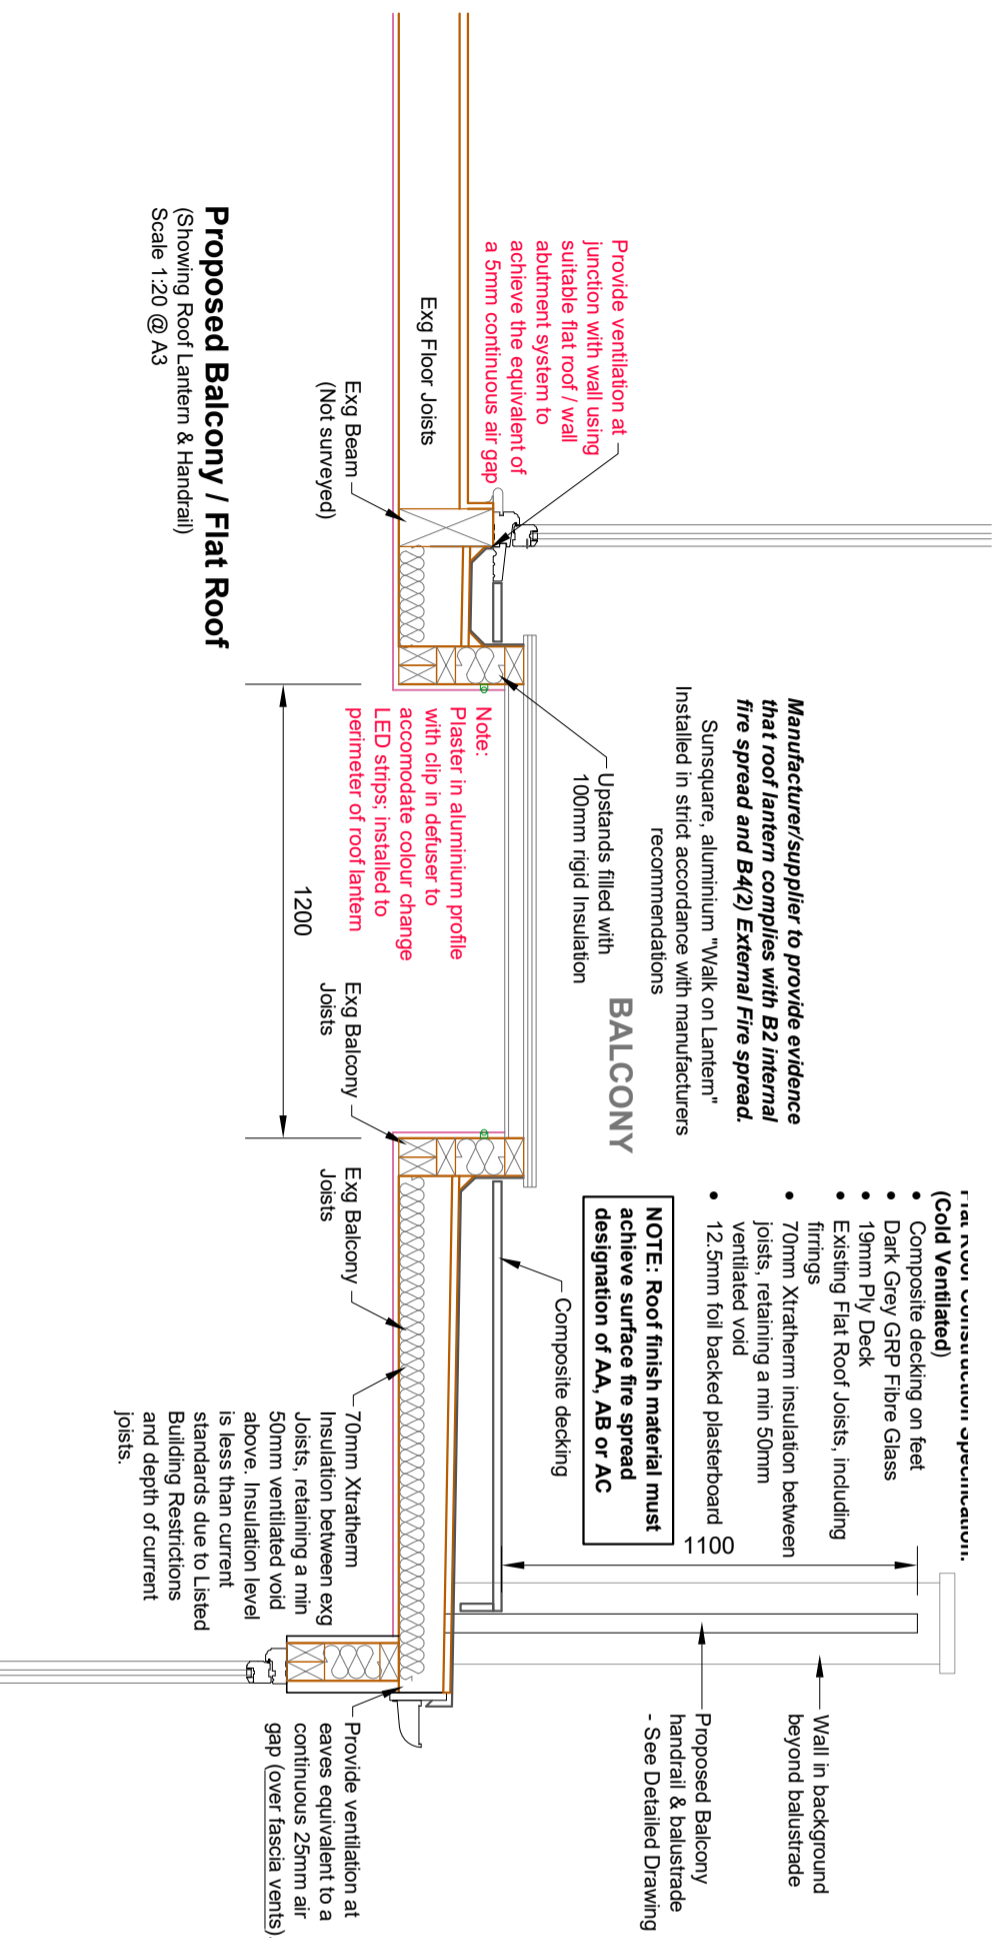 Flat Roof Construction Specification:
(Cold Ventilated)
• Composite decking on feet
• Dark Grey GRP Fibre Glass
• 19mm Ply Deck
• Existing Flat Roof Joists, including
firrings
• 70mm Xtratherm insulation between
joists, retaining a min 50mm
ventilated void
• 12.5mm foil backed plasterboard
Manufacturer/supplier to provide evidence
that roof lantern complies with B2 internal
fire spread and B4(2) External Fire spread.
Sunsquare, aluminium "Walk on Lantern"
Installed in strict accordance with manufacturers
recommendations
Wall in background
beyond balustrade
Proposed Balcony
handrail & balustrade
- See Detailed Drawing
1100
NOTE: Roof finish material must
achieve surface fire spread
designation of AA, AB or AC
BALCONY
Composite decking
Upstands filled with
100mm rigid Insulation
Provide ventilation at
junction with wall using
suitable flat roof / wall
abutment system to
achieve the equivalent of
a 5mm continuous air gap
Exg Floor Joists
Exg Beam
(Not surveyed)
Note:
Plaster in aluminium profile
with clip in defuser to
accomodate colour change
LED strips; installed to
perimeter of roof lantern
1200
Exg Balcony
Joists
Exg Balcony
Joists
70mm Xtratherm
Insulation between exg
Joists, retaining a min
50mm ventilated void
above. Insulation level
is less than current
standards due to Listed
Building Restrictions
and depth of current
joists.
Provide ventilation at
eaves equivalent to a
continuous 25mm air
gap (over fascia vents).
Proposed Balcony / Flat Roof
(Showing Roof Lantern & Handrail)
Scale 1:20 @ A3